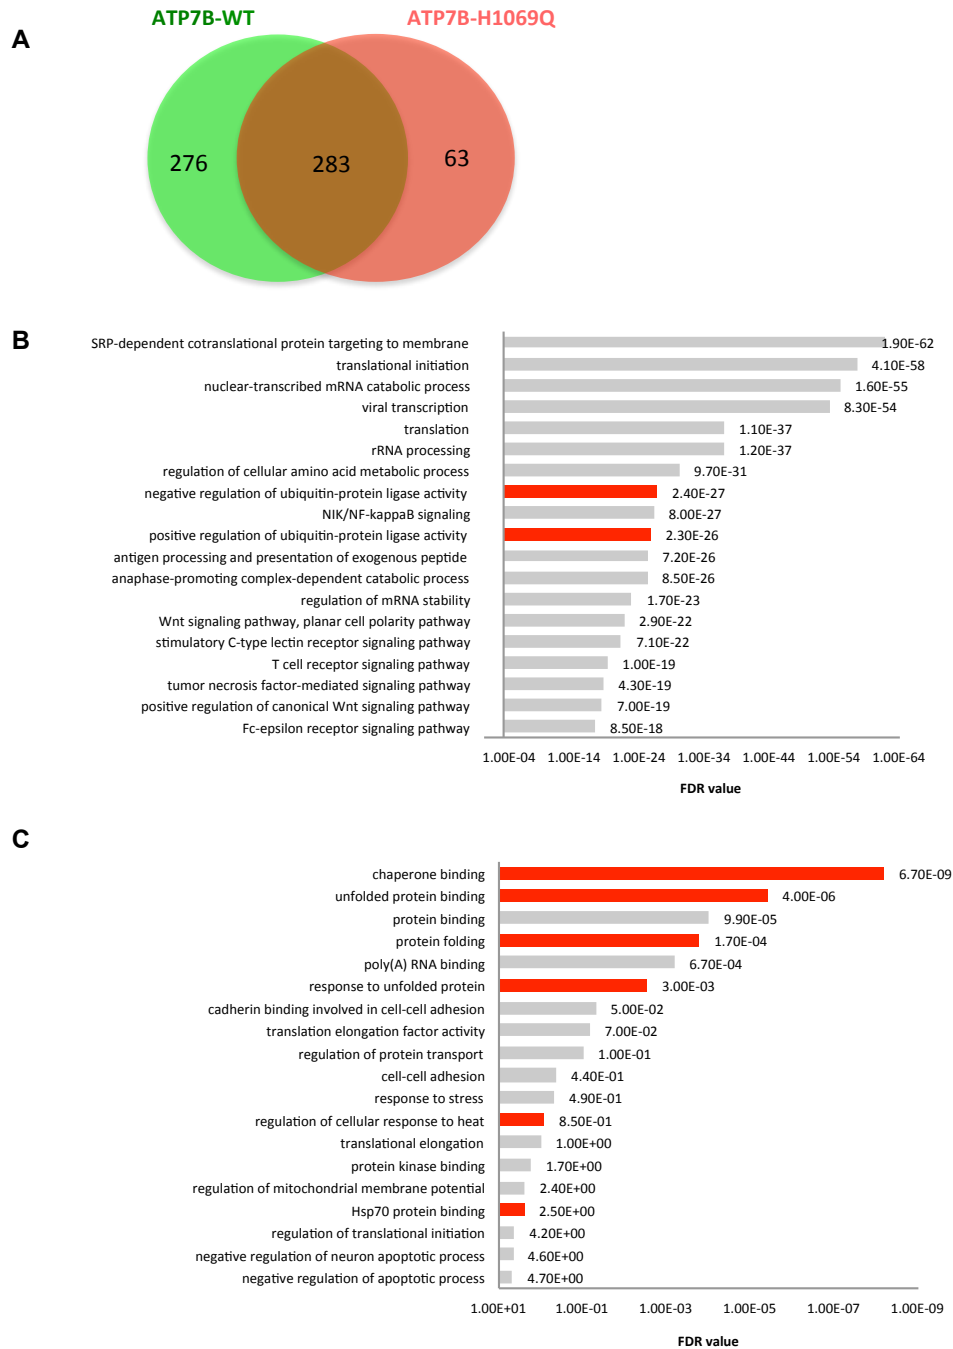 A
ATP7B-WT ATP7B-H1069Q
276 283 63
B
SRP-dependent cotranslational protein targeting to membrane 1.90E-62
translational initiation 4.10E-58
nuclear-transcribed mRNA catabolic process 1.60E-55
viral transcription 8.30E-54
translation 1.10E-37
rRNA processing 1.20E-37
regulation of cellular amino acid metabolic process 9.70E-31
negative regulation of ubiquitin-protein ligase activity 2.40E-27
NIK/NF-kappaB signaling 8.00E-27
positive regulation of ubiquitin-protein ligase activity 2.30E-26
antigen processing and presentation of exogenous peptide 7.20E-26
anaphase-promoting complex-dependent catabolic process 8.50E-26
regulation of mRNA stability 1.70E-23
Wnt signaling pathway, planar cell polarity pathway 2.90E-22
stimulatory C-type lectin receptor signaling pathway 7.10E-22
T cell receptor signaling pathway 1.00E-19
tumor necrosis factor-mediated signaling pathway 4.30E-19
positive regulation of canonical Wnt signaling pathway 7.00E-19
Fc-epsilon receptor signaling pathway 8.50E-18
1.00E-04 1.00E-14 1.00E-24 1.00E-34 1.00E-44 1.00E-54 1.00E-64
FDR value
C
chaperone binding 6.70E-09
unfolded protein binding 4.00E-06
protein binding 9.90E-05
protein folding 1.70E-04
poly(A) RNA binding 6.70E-04
response to unfolded protein 3.00E-03
cadherin binding involved in cell-cell adhesion 5.00E-02
translation elongation factor activity 7.00E-02
regulation of protein transport 1.00E-01
cell-cell adhesion 4.40E-01
response to stress 4.90E-01
regulation of cellular response to heat 8.50E-01
translational elongation 1.00E+00
protein kinase binding 1.70E+00
regulation of mitochondrial membrane potential 2.40E+00
Hsp70 protein binding 2.50E+00
regulation of translational initiation 4.20E+00
negative regulation of neuron apoptotic process 4.60E+00
negative regulation of apoptotic process 4.70E+00
1.00E+01 1.00E-01 1.00E-03 1.00E-05 1.00E-07 1.00E-09
FDR value